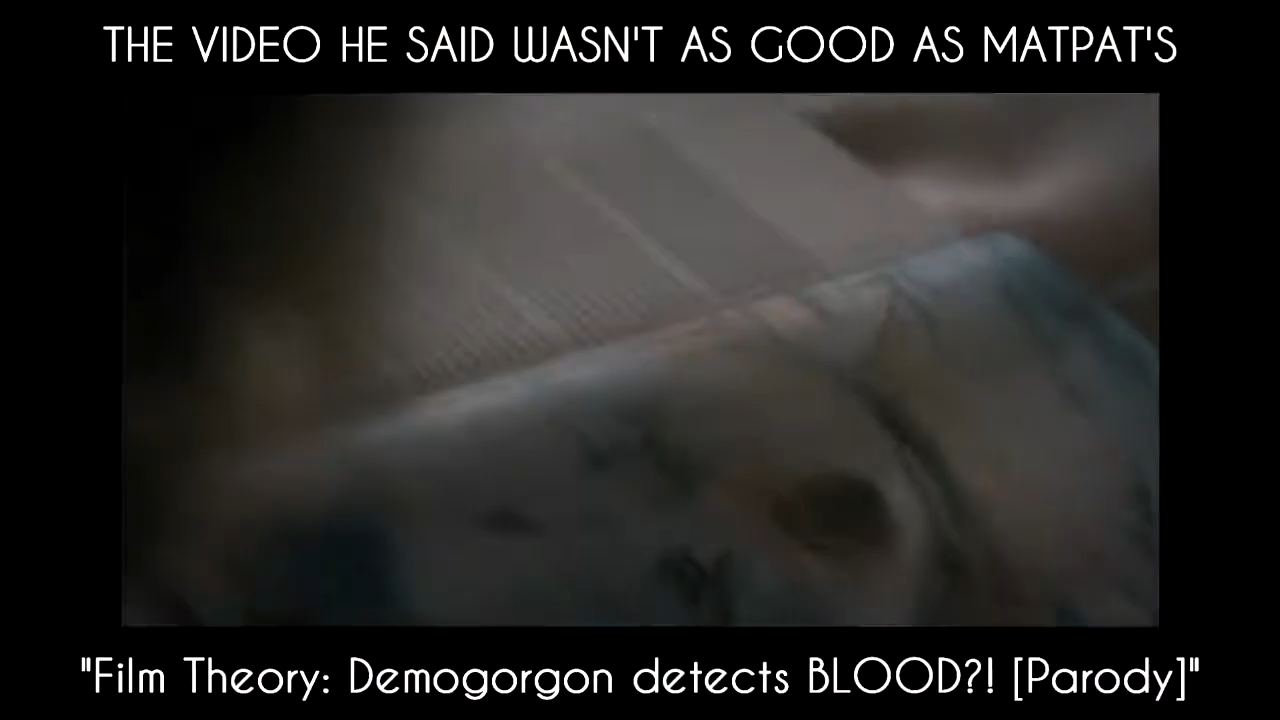 THE VIDEO HE SAID WASN'T AS GOOD AS MATPAT'S
"Film Theory: Demogorgon detects BLOOD?! [Parody]"